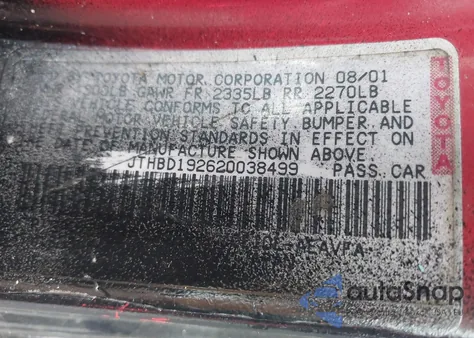 BY TOYOTA MOTOR CORPORATION 08/01
GAWR FR 2335LB RR 2270LB
VEHICLE CONFORMS TO ALL APPLICABLE
MOTOR VEHICLE SAFETY, BUMPER AND
PREVENTION STANDARDS IN EFFECT ON
DATE OF MANUFACTURE SHOWN ABOVE.
JTHBD192620038499 PASS. CAR
TOYOTA
autoSnap